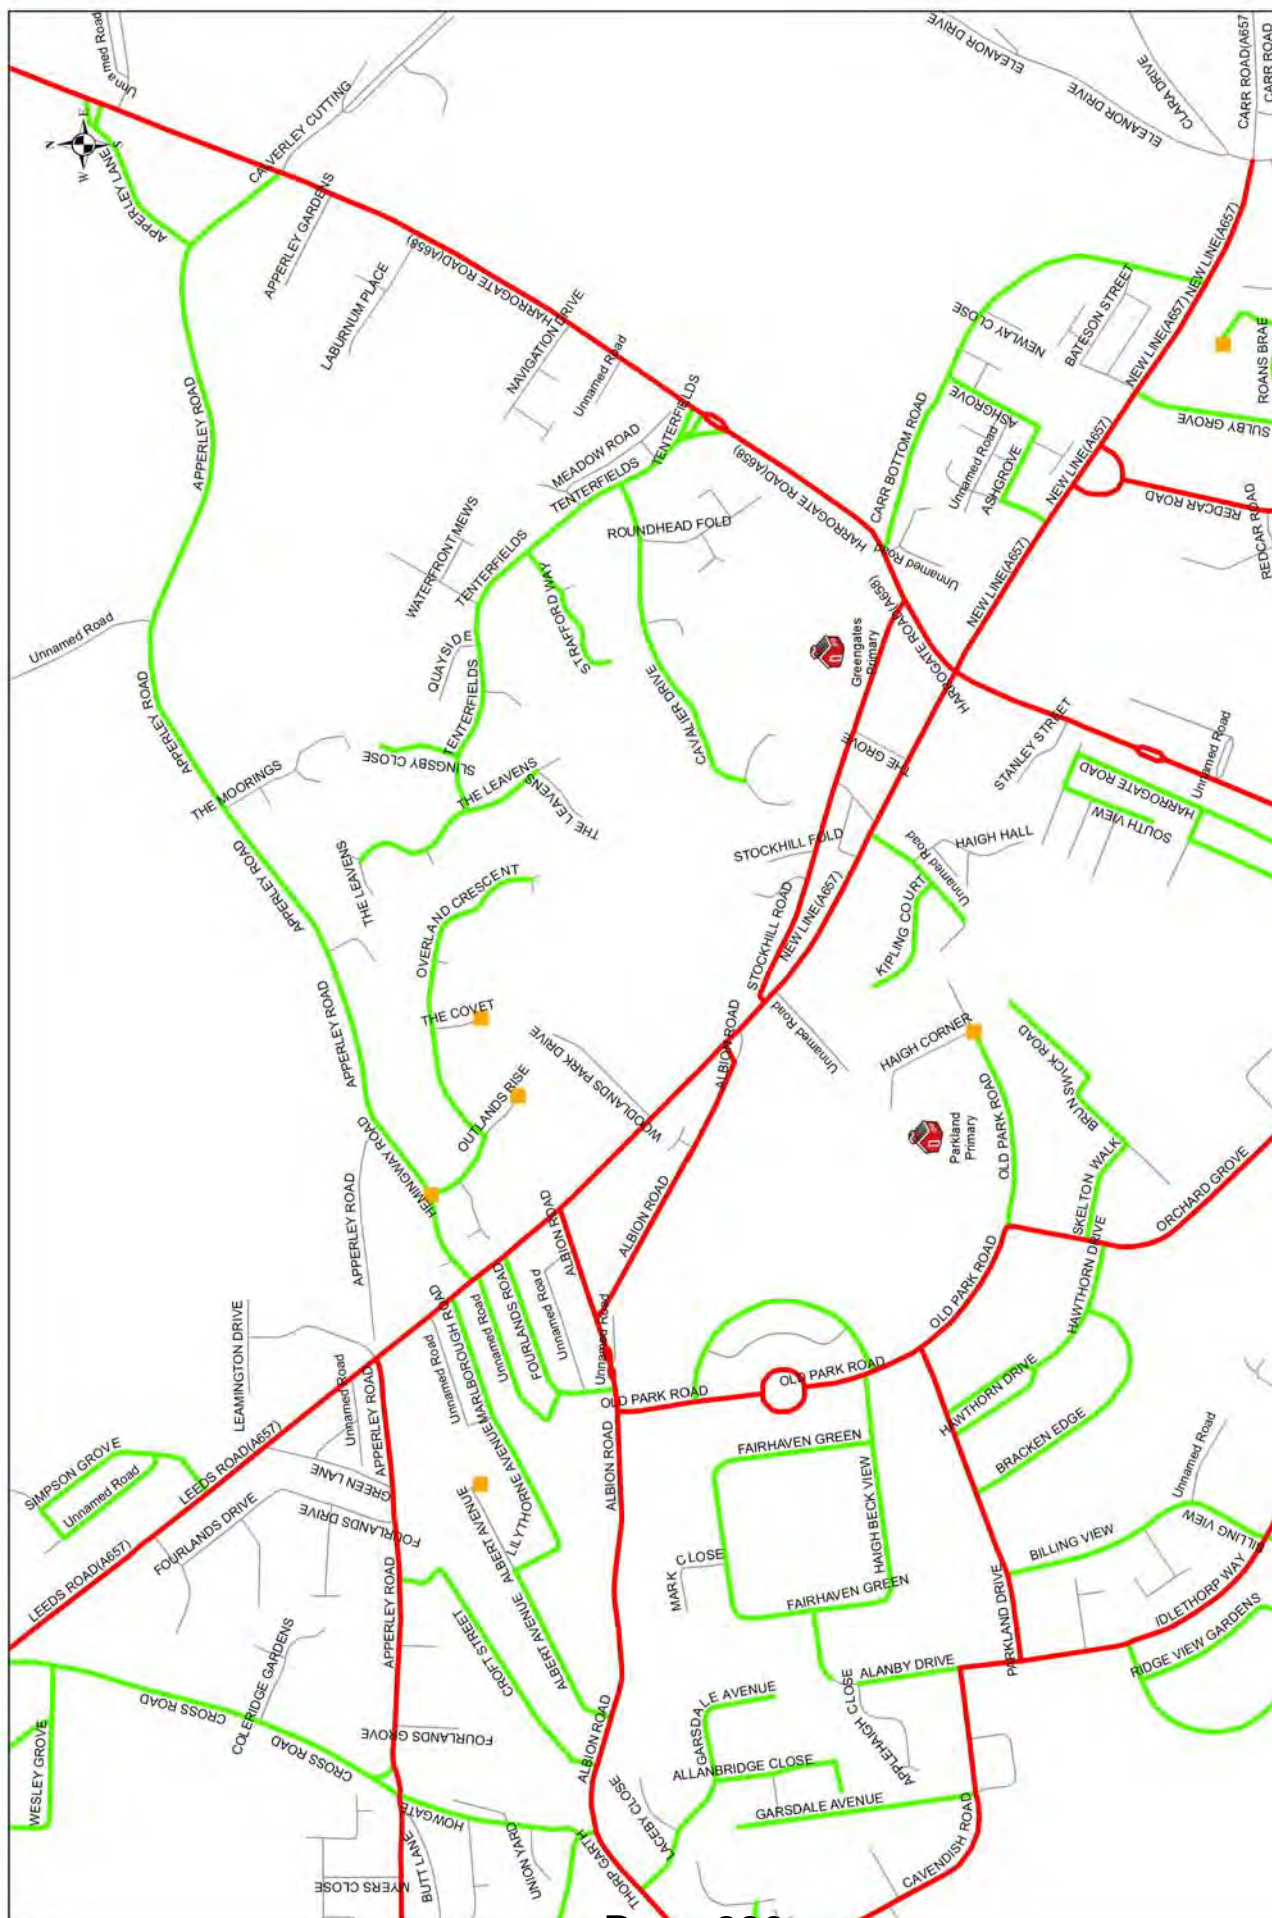 Unnamed Road
N
E
S
W
APPERLEY LANE
CALVERLEY CUTTING
APPERLEY GARDENS
LABURNUM PLACE
HARROGATE ROAD(A658)
NAVIGATION DRIVE
Unnamed Road
ELEANOR DRIVE
ELEANOR DRIVE
CLARA DRIVE
CARR ROAD(A657
CARR ROAD
APPERLEY ROAD
Unnamed Road
MEADOW ROAD
TENTERFIELDS
TENTERFIELDS
WATERFRONT MEWS
TENTERFIELDS
ROUNDHEAD FOLD
STRAFFORD WAY
QUAYSIDE
TENTERFIELDS
SLINGSBY CLOSE
CAVALIER DRIVE
HARROGATE ROAD(A658)
CARR BOTTOM ROAD
NEWLAY CLOSE
BATESON STREET
NEW LINE(A657)
NEW LINE(A657)
NEW LINE(A657)
NEW LINE(A657)
NEW LINE(A657)
ASHGROVE
Unnamed Road
ASHGROVE
Unnamed Road
ROANS BRAE
SULBY GROVE
REDCAR ROAD
REDCAR ROAD
HARROGATE ROAD(A658)
Greengates
Primary
HARROGATE ROAD
APPERLEY ROAD
THE MOORINGS
THE LEAVENS
THE LEAVENS
THE LEAVENS
APPERLEY ROAD
OVERLAND CRESCENT
THE COVET
OUTLANDS RISE
APPERLEY ROAD
HEMINGWAY ROAD
WOODLANDS PARK DRIVE
THE GROVE
STOCKHILL FOLD
STOCKHILL ROAD
NEW LINE(A657)
STANLEY STREET
Unnamed Road
HARROGATE ROAD
SOUTH VIEW
HAIGH HALL
Unnamed Road
KIPLING COURT
Unnamed Road
ALBION ROAD
HAIGH CORNER
Parkland
Primary
OLD PARK ROAD
BRUNSWICK ROAD
SKELTON WALK
ORCHARD GROVE
HAWTHORN DRIVE
OLD PARK ROAD
ALBION ROAD
ALBION ROAD
APPERLEY ROAD
LEAMINGTON DRIVE
Unnamed Road
APPERLEY ROAD
MARLBOROUGH ROAD
Unnamed Road
Unnamed Road
FOURLANDS ROAD
Unnamed Road
Unnamed Road
OLD PARK ROAD
OLD PARK ROAD
HAWTHORN DRIVE
BRACKEN EDGE
SIMPSON GROVE
Unnamed Road
LEEDS ROAD(A657)
LEEDS ROAD(A657)
GREEN LANE
FOURLANDS DRIVE
FOURLANDS DRIVE
LILYTHORNE AVENUE
ALBERT AVENUE
ALBERT AVENUE
ALBION ROAD
FAIRHAVEN GREEN
HAIGH BECK VIEW
MARK CLOSE
FAIRHAVEN GREEN
Unnamed Road
BILLING VIEW
BILLING VIEW
IDLETHORP WAY
PARKLAND DRIVE
RIDGE VIEW GARDENS
COLERIDGE GARDENS
APPERLEY ROAD
CROFT STREET
CROSS ROAD
CROSS ROAD
FOURLANDS GROVE
ALBION ROAD
GARSDALE AVENUE
ALANBY DRIVE
APPLEHAIGH CLOSE
ALLANBRIDGE CLOSE
GARSDALE AVENUE
LACEBY CLOSE
CAVENDISH ROAD
WESLEY GROVE
MYERS CLOSE
BUTT LANE
HOWGATE
UNION YARD
THORP GARTH